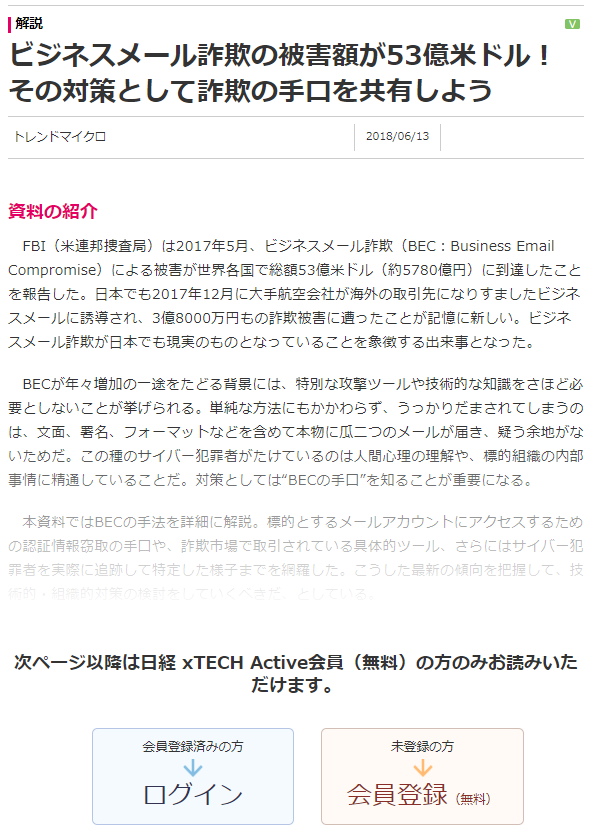 解説
V
ビジネスメール詐欺の被害額が53億米ドル！
その対策として詐欺の手口を共有しよう
トレンドマイクロ
2018/06/13
資料の紹介
　FBI（米連邦捜査局）は2017年5月、ビジネスメール詐欺（BEC：Business Email
Compromise）による被害が世界各国で総額53億米ドル（約5780億円）に到達したこと
を報告した。日本でも2017年12月に大手航空会社が海外の取引先になりすましたビジネ
スメールに誘導され、3億8000万円もの詐欺被害に遭ったことが記憶に新しい。ビジネ
スメール詐欺が日本でも現実のものとなっていることを象徴する出来事となった。
　BECが年々増加の一途をたどる背景には、特別な攻撃ツールや技術的な知識をさほど必
要としないことが挙げられる。単純な方法にもかかわらず、うっかりだまされてしまうの
は、文面、署名、フォーマットなどを含めて本物に瓜二つのメールが届き、疑う余地がな
いためだ。この種のサイバー犯罪者がたけているのは人間心理の理解や、標的組織の内部
事情に精通していることだ。対策としては“BECの手口”を知ることが重要になる。
　本資料ではBECの手法を詳細に解説。標的とするメールアカウントにアクセスするため
の認証情報窃取の手口や、詐欺市場で取引されている具体的ツール、さらにはサイバー犯
罪者を実際に追跡して特定した様子までを網羅した。こうした最新の傾向を把握して、技
術的・組織的対策の検討をしていくべきだ、としている。
次ページ以降は日経 xTECH Active会員（無料）の方のみお読みいた
だけます。
会員登録済みの方
ログイン
未登録の方
会員登録（無料）